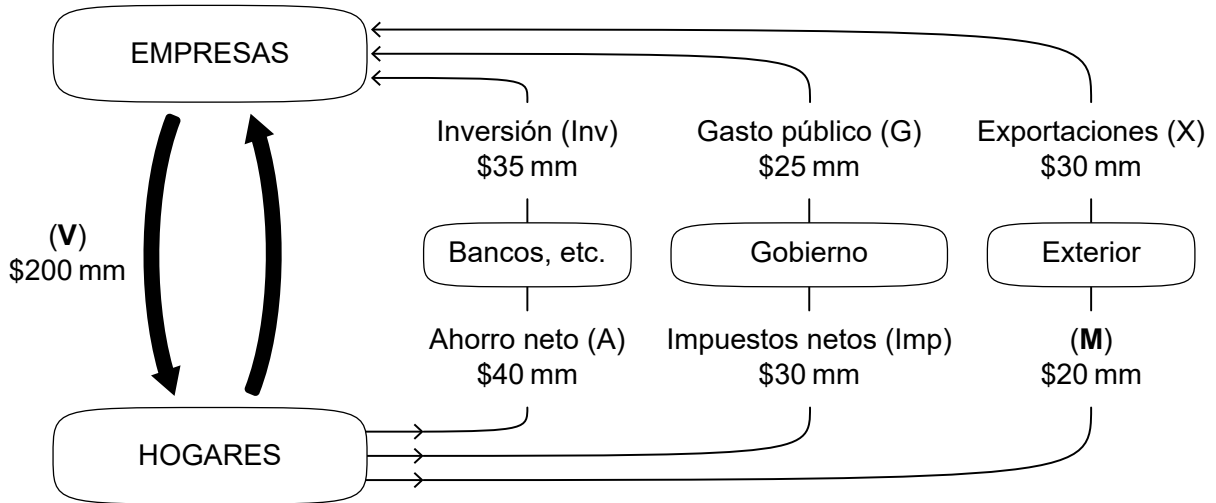 EMPRESAS
Inversión (Inv)
$35 mm
Gasto público (G)
$25 mm
Exportaciones (X)
$30 mm
(V)
$200 mm
Bancos, etc.
Gobierno
Exterior
Ahorro neto (A)
$40 mm
Impuestos netos (Imp)
$30 mm
(M)
$20 mm
HOGARES